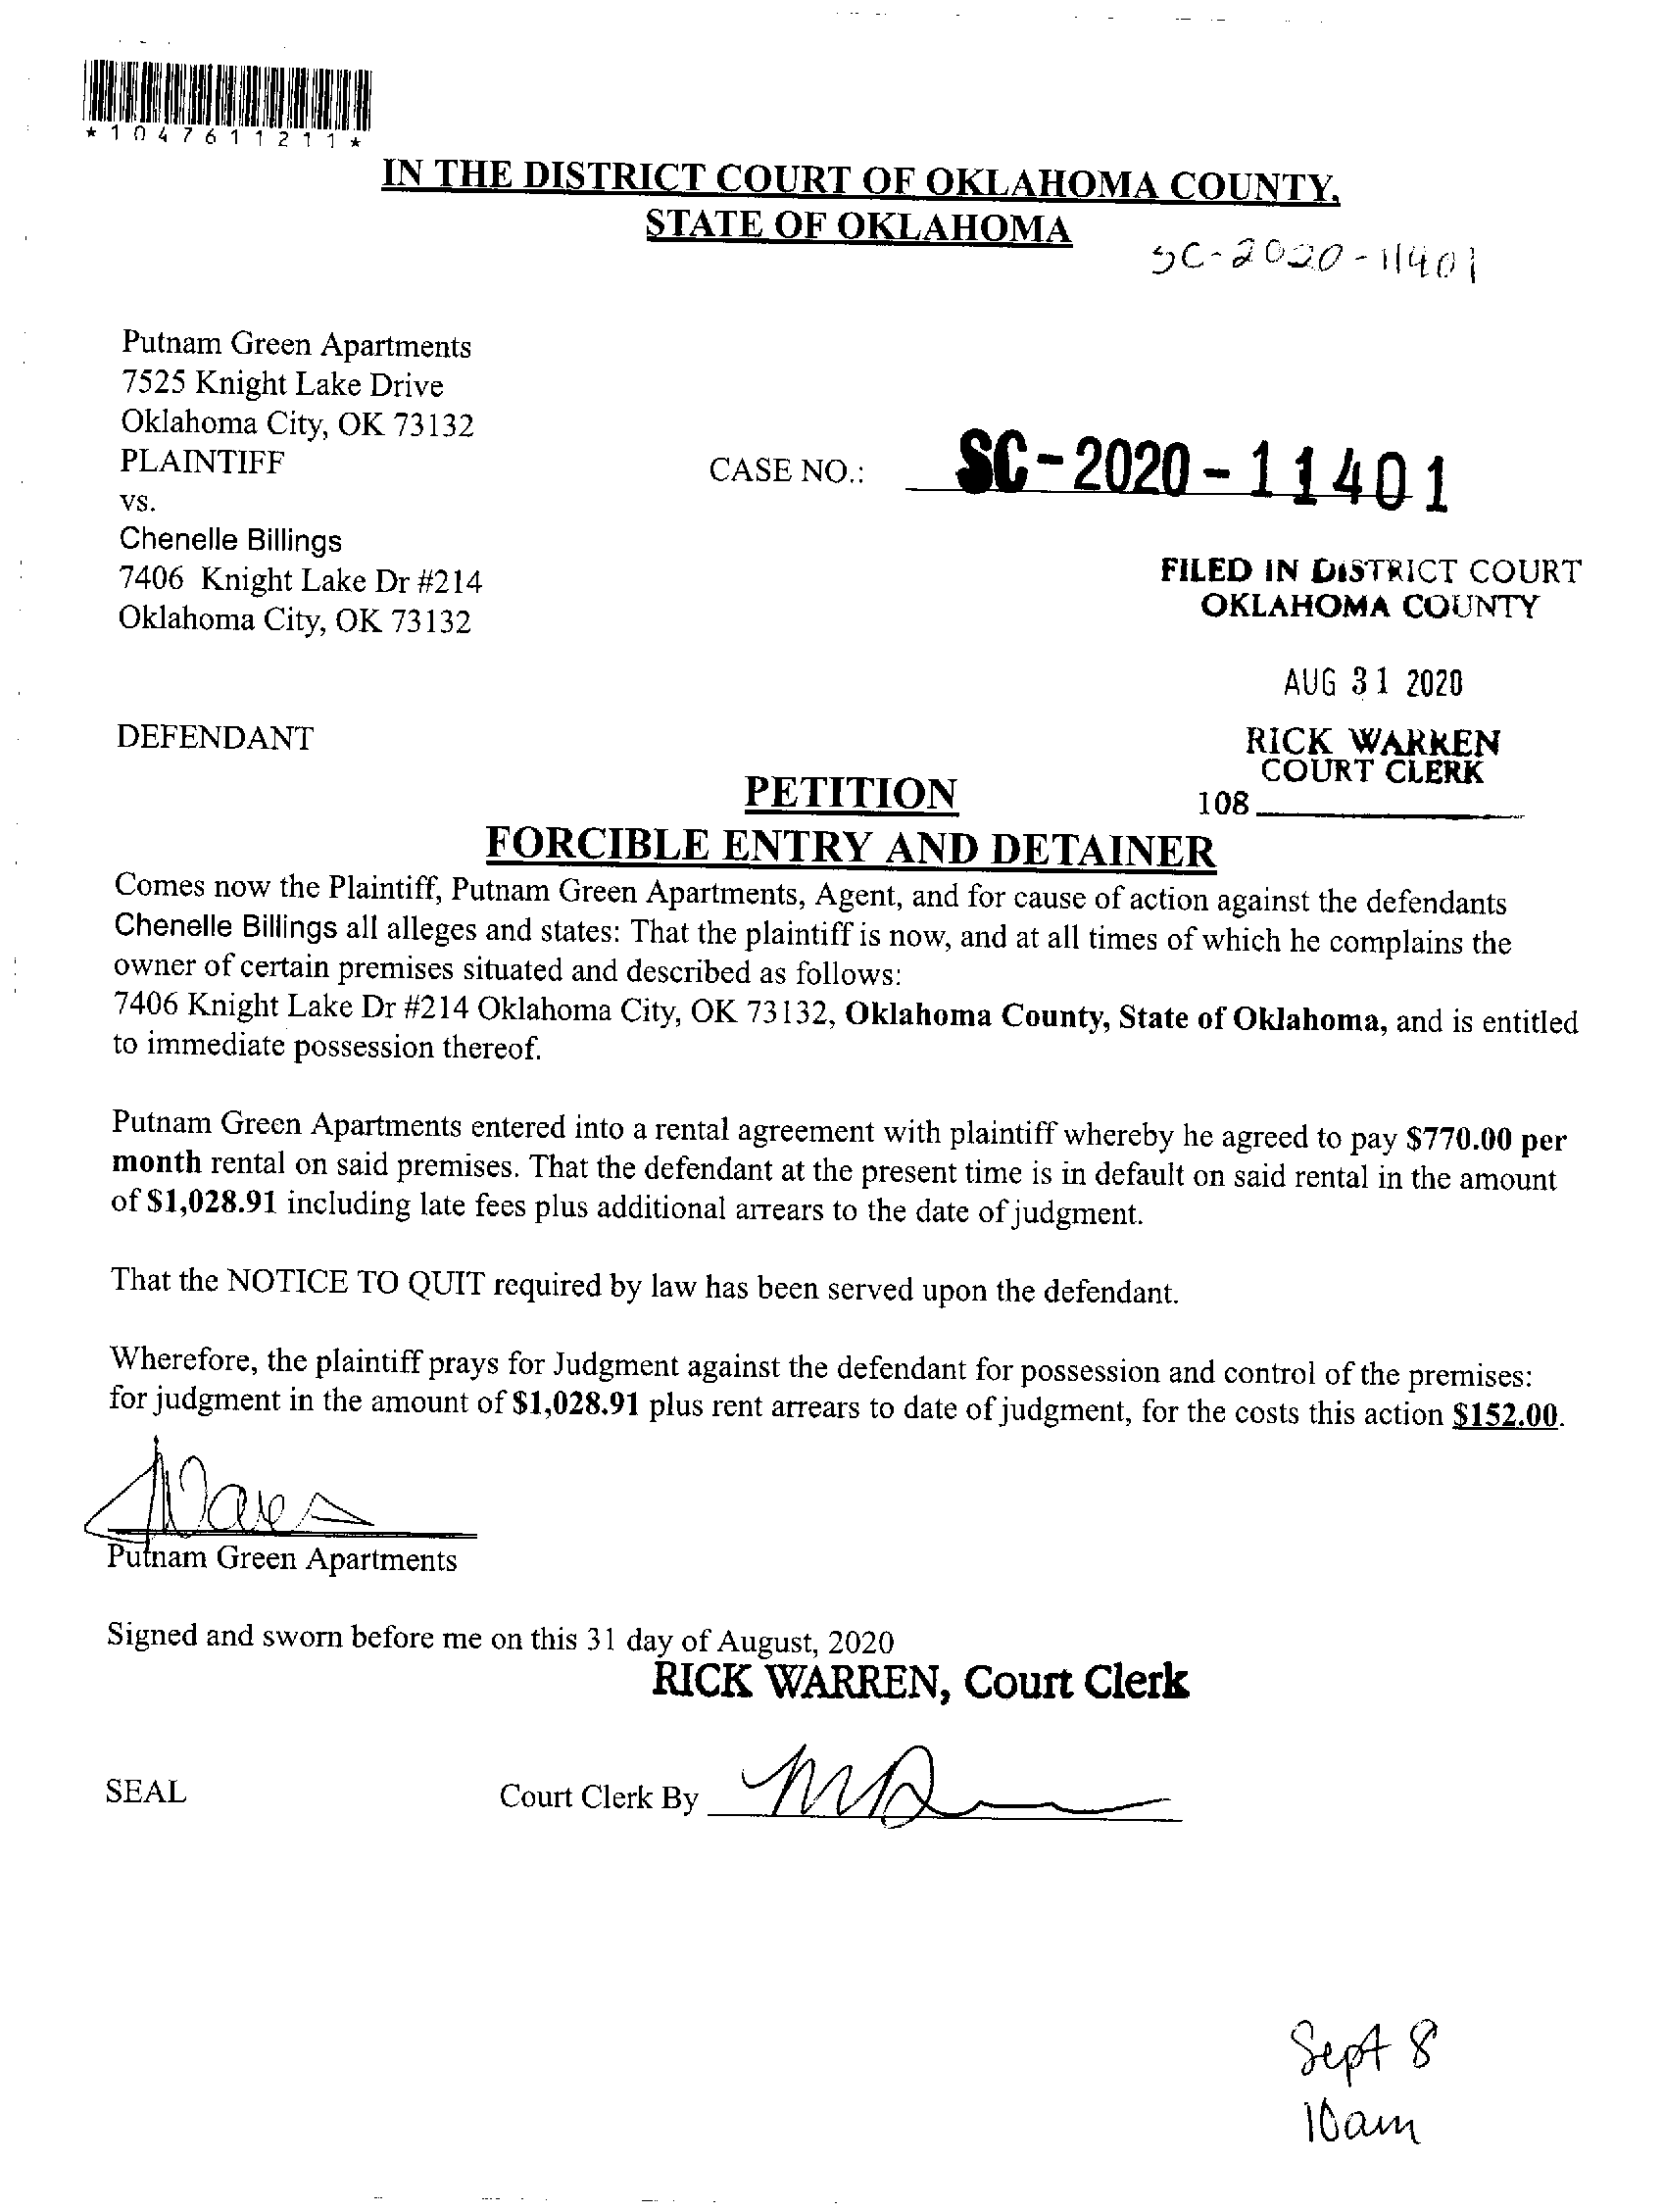 *1047611211*
IN THE DISTRICT COURT OF OKLAHOMA COUNTY,
STATE OF OKLAHOMA
SC-2020-11401
Putnam Green Apartments
7525 Knight Lake Drive
Oklahoma City, OK 73132
PLAINTIFF
CASE NO.: SC-2020-11401
vs.
Chenelle Billings
7406 Knight Lake Dr #214
Oklahoma City, OK 73132
FILED IN DISTRICT COURT
OKLAHOMA COUNTY
AUG 31 2020
DEFENDANT
RICK WARREN
COURT CLERK
108
PETITION
FORCIBLE ENTRY AND DETAINER
Comes now the Plaintiff, Putnam Green Apartments, Agent, and for cause of action against the defendants
Chenelle Billings all alleges and states: That the plaintiff is now, and at all times of which he complains the
owner of certain premises situated and described as follows:
7406 Knight Lake Dr #214 Oklahoma City, OK 73132, Oklahoma County, State of Oklahoma, and is entitled
to immediate possession thereof.
Putnam Green Apartments entered into a rental agreement with plaintiff whereby he agreed to pay $770.00 per
month rental on said premises. That the defendant at the present time is in default on said rental in the amount
of $1,028.91 including late fees plus additional arrears to the date of judgment.
That the NOTICE TO QUIT required by law has been served upon the defendant.
Wherefore, the plaintiff prays for Judgment against the defendant for possession and control of the premises:
for judgment in the amount of $1,028.91 plus rent arrears to date of judgment, for the costs this action $152.00.
Putnam Green Apartments
Signed and sworn before me on this 31 day of August, 2020
RICK WARREN, Court Clerk
SEAL
Court Clerk By
Sept 8
10am